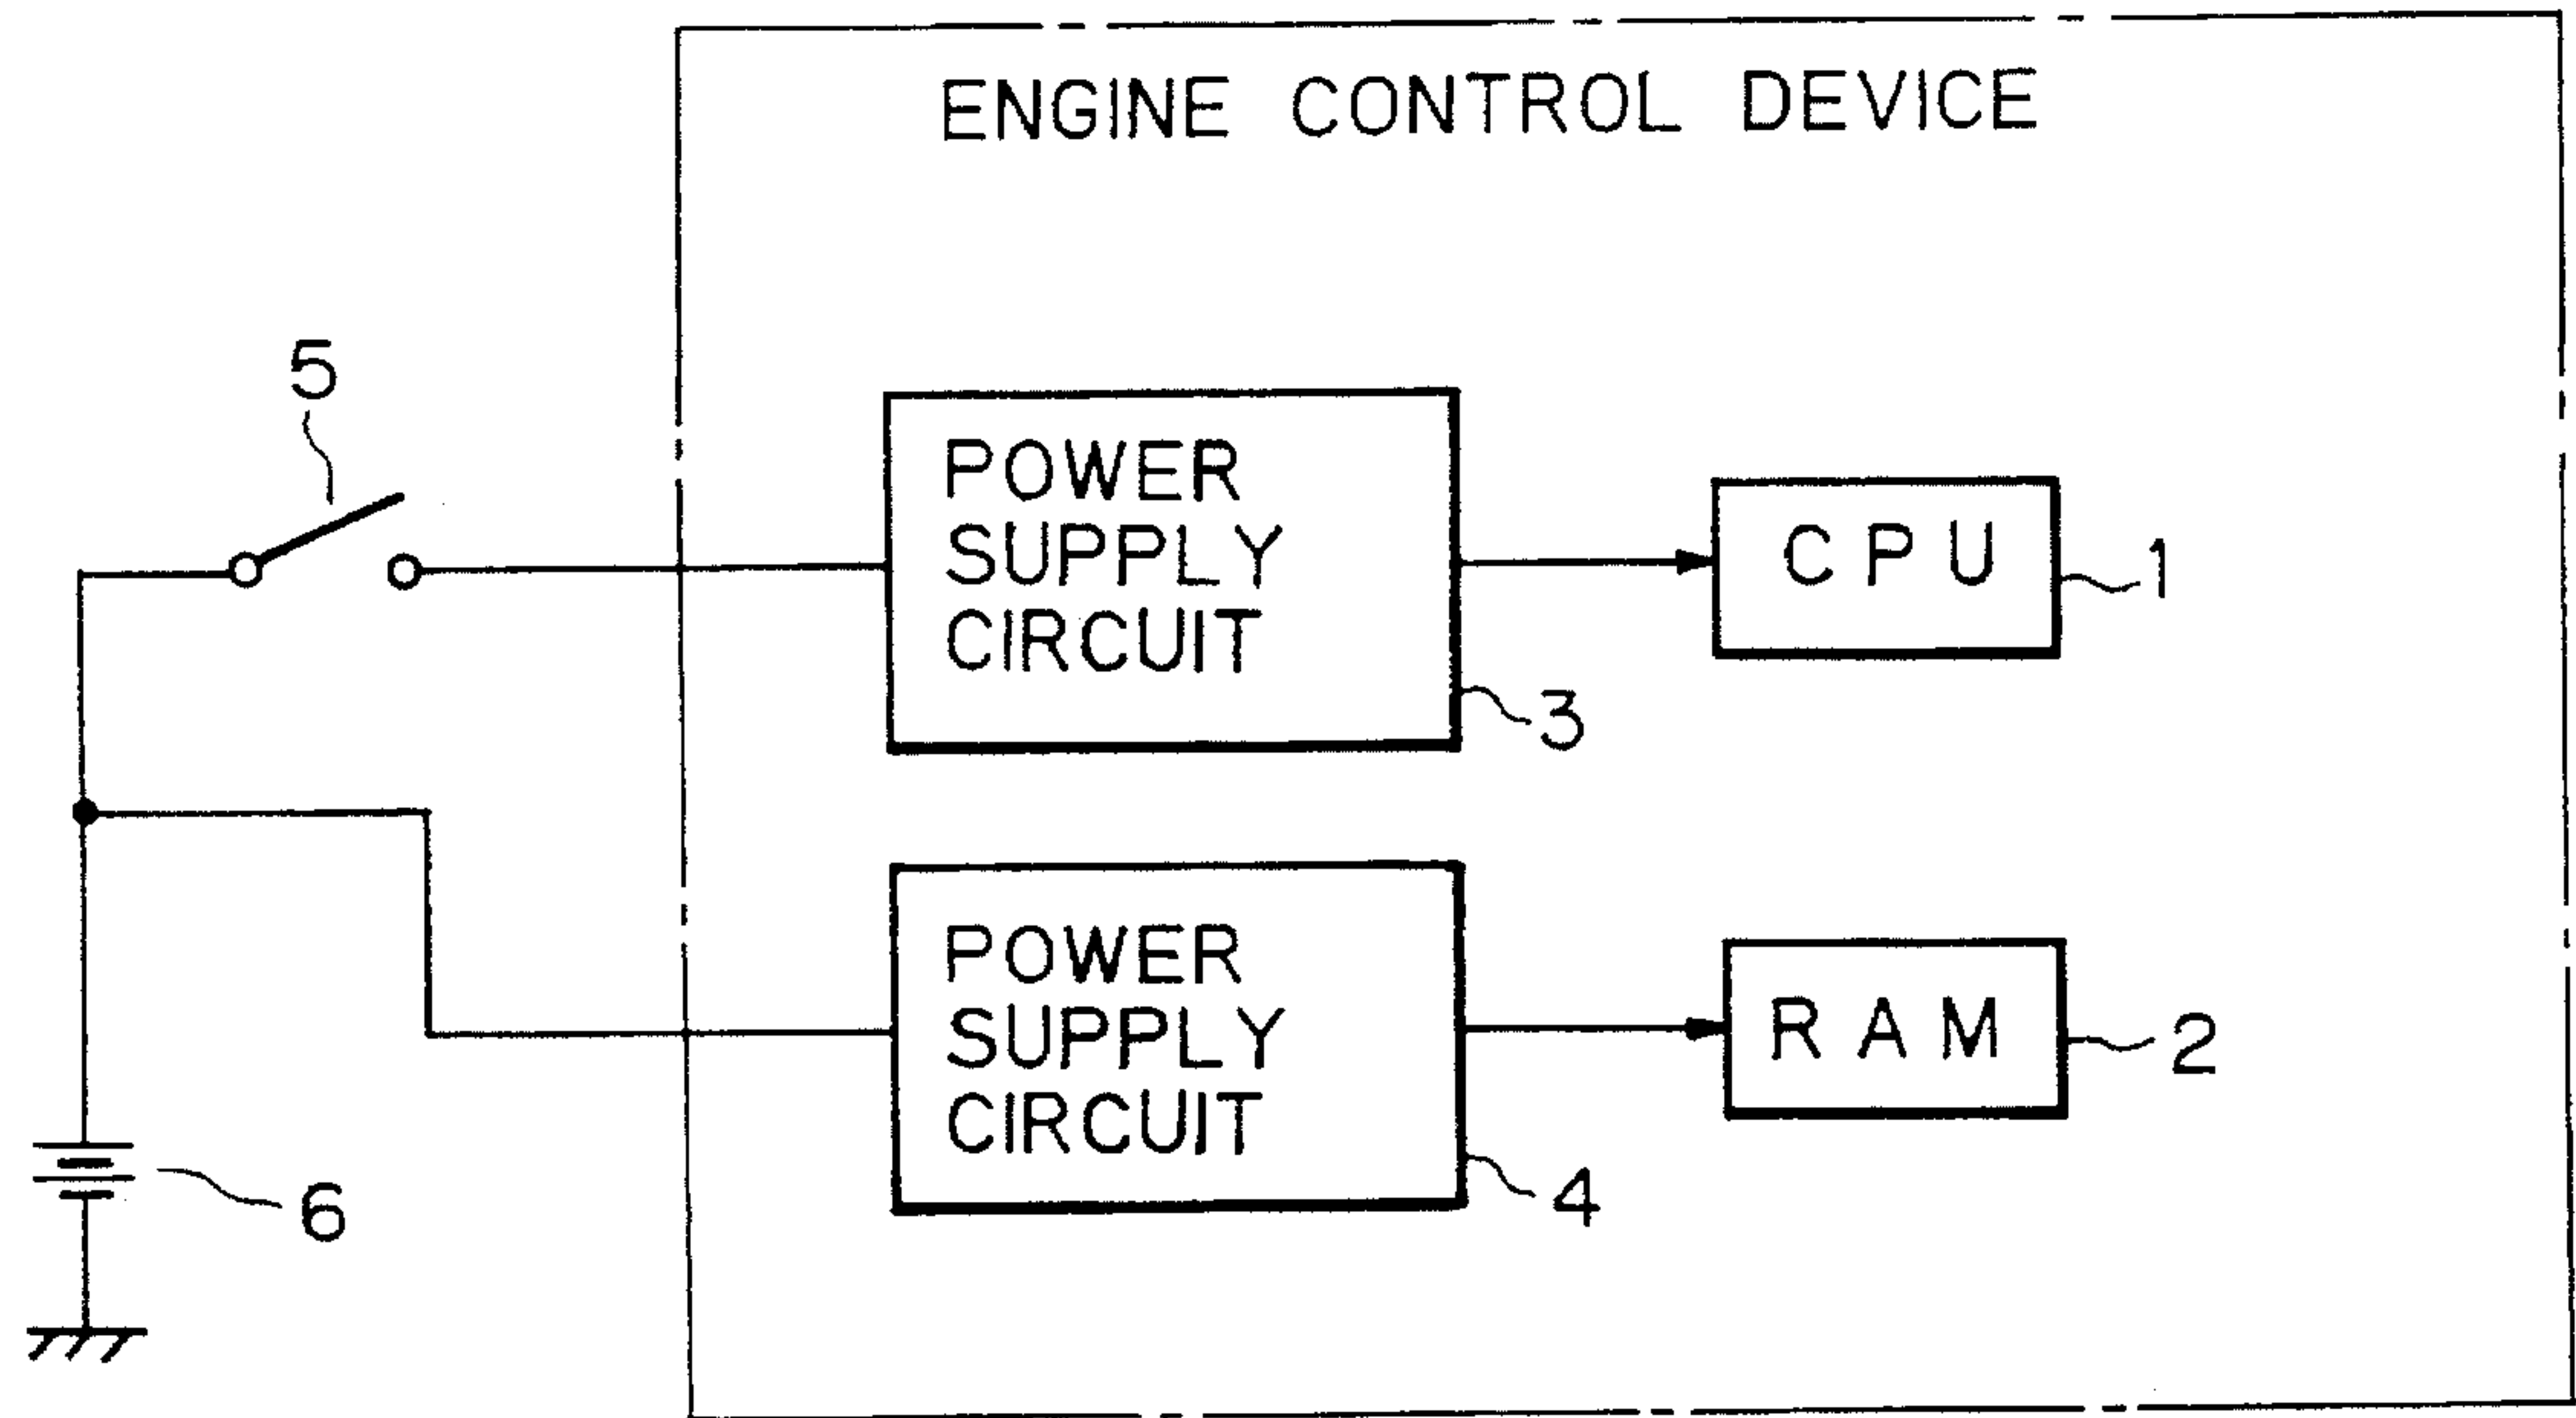 ENGINE CONTROL DEVICE
5
POWER
SUPPLY
CIRCUIT
3
CPU
1
POWER
SUPPLY
CIRCUIT
4
RAM
2
6